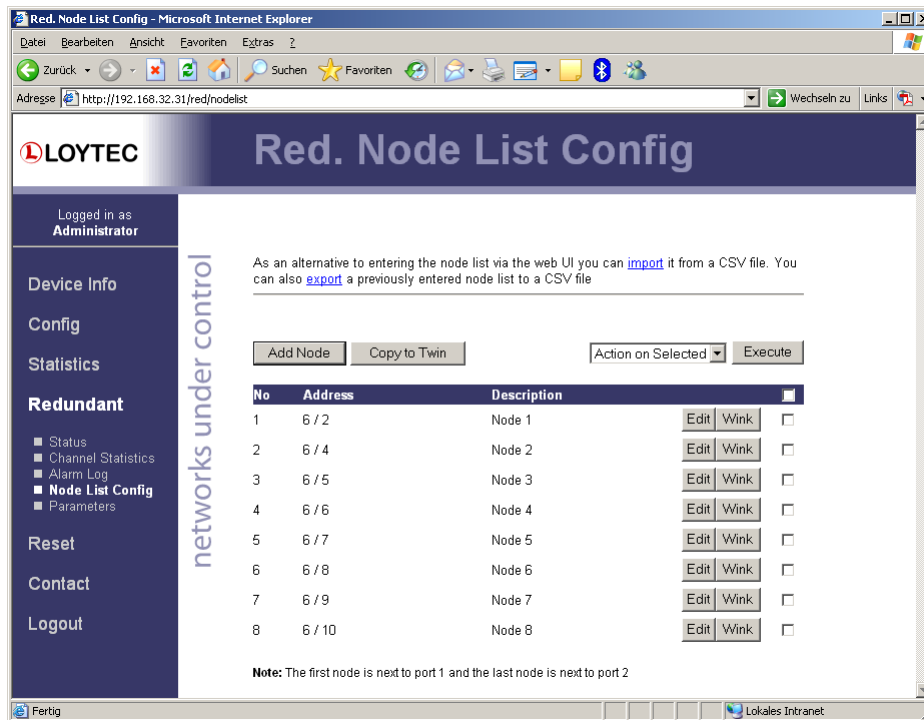 Red. Node List Config - Microsoft Internet Explorer
Datei Bearbeiten Ansicht Favoriten Extras ?
Zurück Suchen Favoriten
Adresse http://192.168.32.31/red/nodelist Wechseln zu Links
LOYTEC
Red. Node List Config
Logged in as
Administrator
Device Info
Config
Statistics
Redundant
Status
Channel Statistics
Alarm Log
Node List Config
Parameters
Reset
Contact
Logout
networks under control
As an alternative to entering the node list via the web UI you can import it from a CSV file. You
can also export a previously entered node list to a CSV file
Add Node Copy to Twin Action on Selected Execute
No Address Description
1 6 / 2 Node 1 Edit Wink
2 6 / 4 Node 2 Edit Wink
3 6 / 5 Node 3 Edit Wink
4 6 / 6 Node 4 Edit Wink
5 6 / 7 Node 5 Edit Wink
6 6 / 8 Node 6 Edit Wink
7 6 / 9 Node 7 Edit Wink
8 6 / 10 Node 8 Edit Wink
Note: The first node is next to port 1 and the last node is next to port 2
Fertig Lokales Intranet